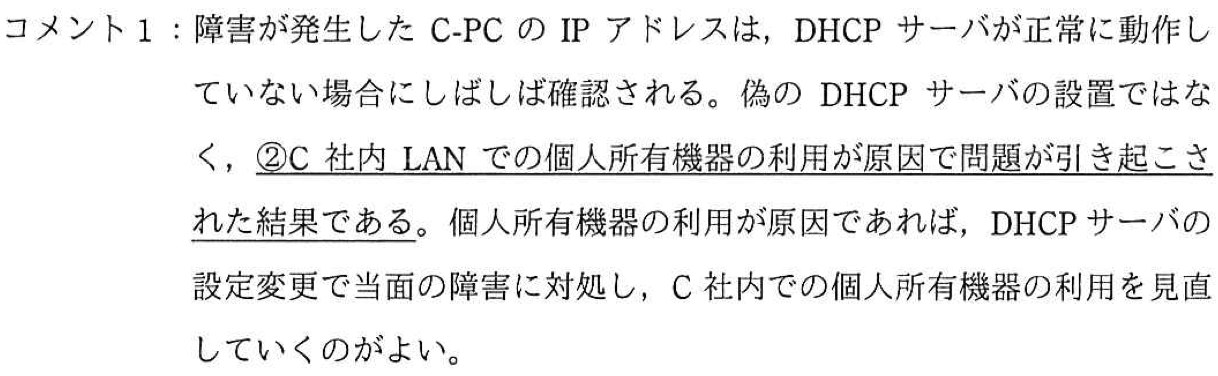 コメント1：障害が発生した C-PC の IP アドレスは，DHCP サーバが正常に動作し
ていない場合にしばしば確認される。偽の DHCP サーバの設置ではな
く，②C 社内 LAN での個人所有機器の利用が原因で問題が引き起こさ
れた結果である。個人所有機器の利用が原因であれば，DHCP サーバの
設定変更で当面の障害に対処し，C 社内での個人所有機器の利用を見直
していくのがよい。